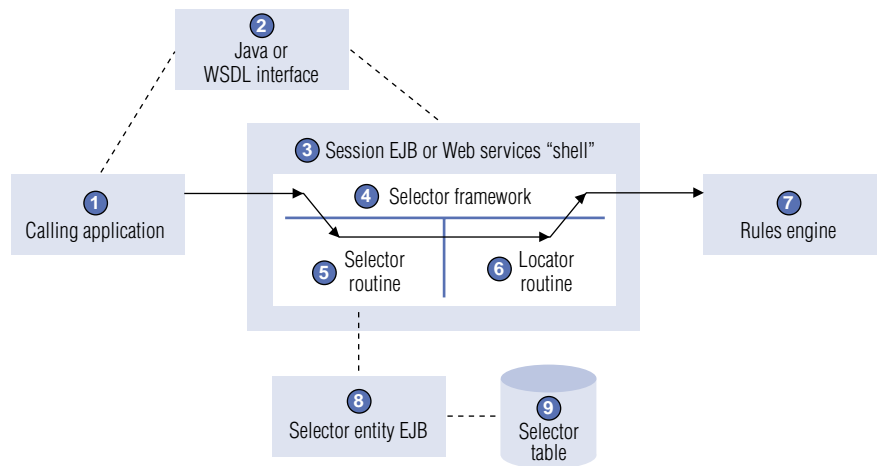 2
Java or
WSDL interface
3 Session EJB or Web services “shell”
1
Calling application
4 Selector framework
7
Rules engine
5 Selector
routine
6 Locator
routine
8
Selector entity EJB
9
Selector
table